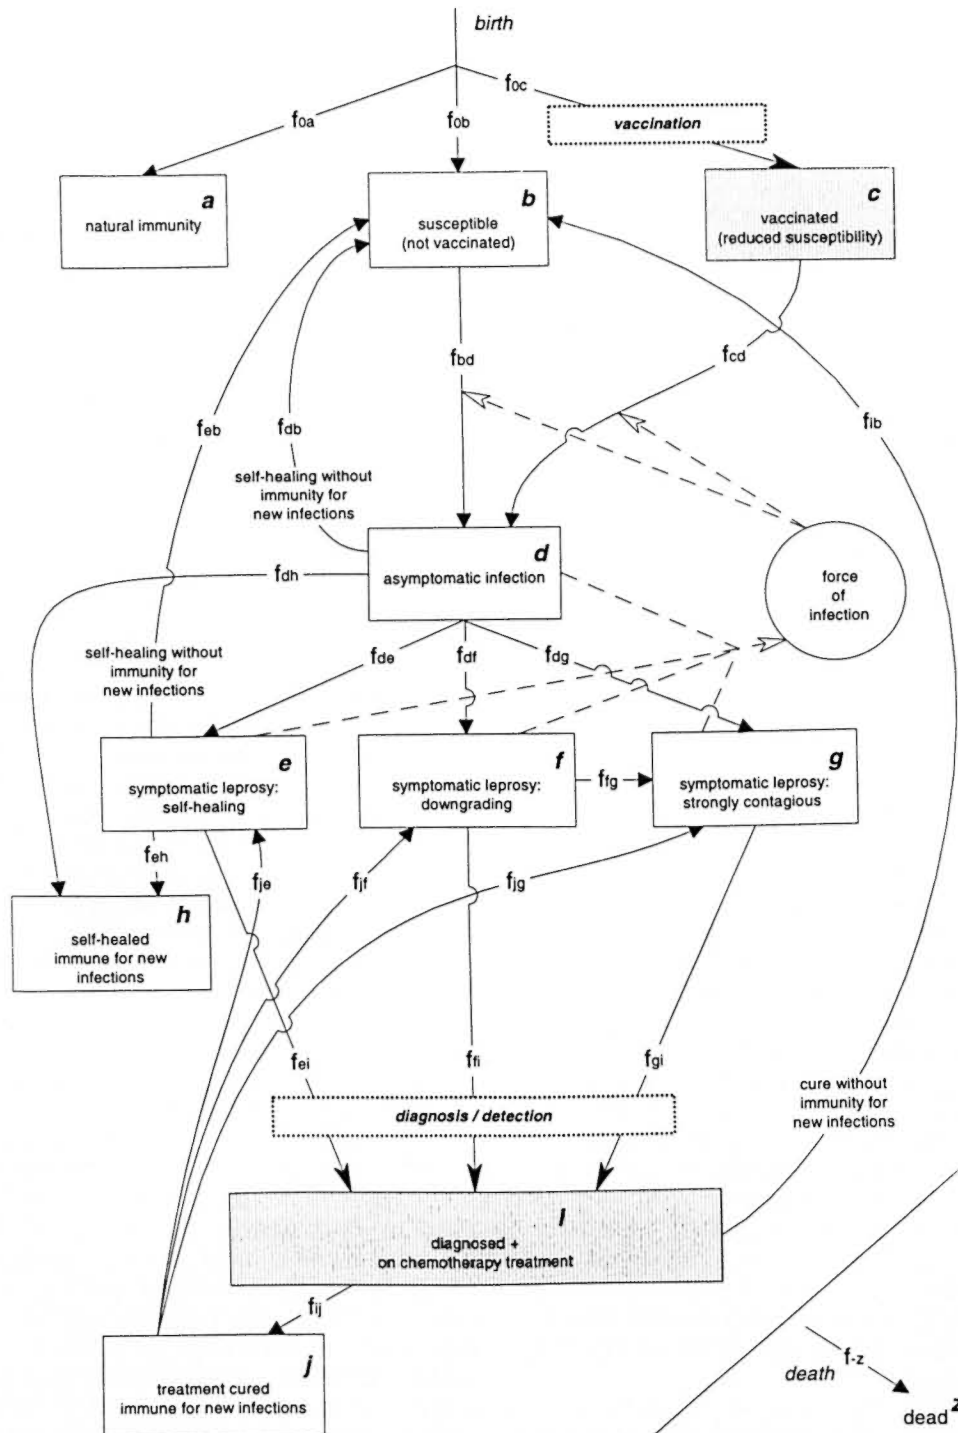 birth
f0c
f0a
f0b
vaccination
a
natural immunity
b
susceptible
(not vaccinated)
c
vaccinated
(reduced susceptibility)
fbd
fcd
feb
fdb
fib
self-healing without
immunity for
new infections
d
asymptomatic infection
fdh
force
of
infection
self-healing without
immunity for
new infections
fde
fdf
fdg
e
symptomatic leprosy:
self-healing
f
symptomatic leprosy:
downgrading
ffg
g
symptomatic leprosy:
strongly contagious
feh
fje
fjf
fjg
h
self-healed
immune for new
infections
fei
ffi
fgi
cure without
immunity for
new infections
diagnosis / detection
i
diagnosed +
on chemotherapy treatment
fij
j
treatment cured
immune for new infections
f-z
death
dead z